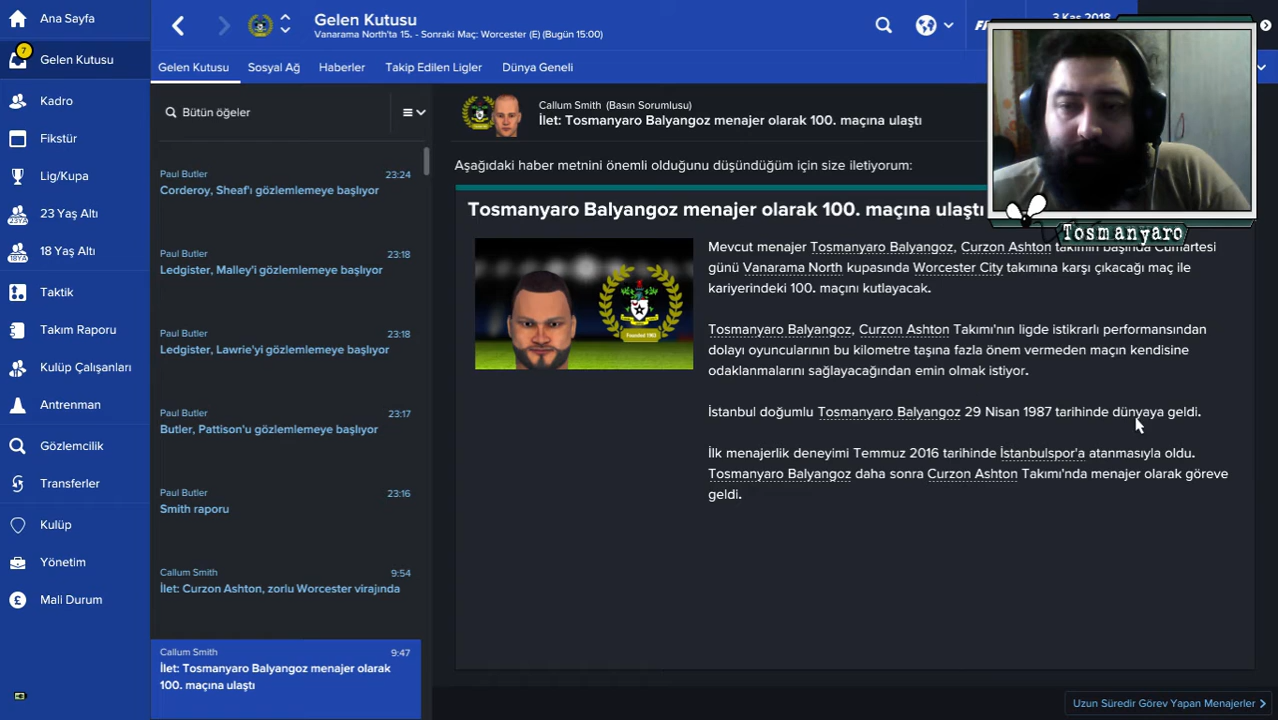 Ana Sayfa
7
Gelen Kutusu
Kadro
Fikstür
Lig/Kupa
23YA
23 Yaş Altı
18YA
18 Yaş Altı
Taktik
Takım Raporu
Kulüp Çalışanları
Antrenman
Gözlemcilik
Transferler
Kulüp
Yönetim
Mali Durum
Gelen Kutusu
Vanarama North'ta 15. - Sonraki Maç: Worcester (E) (Bugün 15:00)
3 Kas 2018
Gelen Kutusu
Sosyal Ağ
Haberler
Takip Edilen Ligler
Dünya Geneli
Bütün öğeler
Paul Butler 23:24
Corderoy, Sheaf'ı gözlemlemeye başlıyor
Paul Butler 23:18
Ledgister, Malley'i gözlemlemeye başlıyor
Paul Butler 23:18
Ledgister, Lawrie'yi gözlemlemeye başlıyor
Paul Butler 23:17
Butler, Pattison'u gözlemlemeye başlıyor
Paul Butler 23:16
Smith raporu
Callum Smith 9:54
İlet: Curzon Ashton, zorlu Worcester virajında
Callum Smith 9:47
İlet: Tosmanyaro Balyangoz menajer olarak
100. maçına ulaştı
Callum Smith (Basın Sorumlusu)
İlet: Tosmanyaro Balyangoz menajer olarak 100. maçına ulaştı
Aşağıdaki haber metnini önemli olduğunu düşündüğüm için size iletiyorum:
Tosmanyaro Balyangoz menajer olarak 100. maçına ulaştı
Founded 1963
Mevcut menajer Tosmanyaro Balyangoz, Curzon Ashton takımın başında Cumartesi
günü Vanarama North kupasında Worcester City takımına karşı çıkacağı maç ile
kariyerindeki 100. maçını kutlayacak.
Tosmanyaro Balyangoz, Curzon Ashton Takımı'nın ligde istikrarlı performansından
dolayı oyuncularının bu kilometre taşına fazla önem vermeden maçın kendisine
odaklanmalarını sağlayacağından emin olmak istiyor.
İstanbul doğumlu Tosmanyaro Balyangoz 29 Nisan 1987 tarihinde dünyaya geldi.
İlk menajerlik deneyimi Temmuz 2016 tarihinde İstanbulspor'a atanmasıyla oldu.
Tosmanyaro Balyangoz daha sonra Curzon Ashton Takımı'nda menajer olarak göreve
geldi.
Tosmanyaro
Uzun Süredir Görev Yapan Menajerler